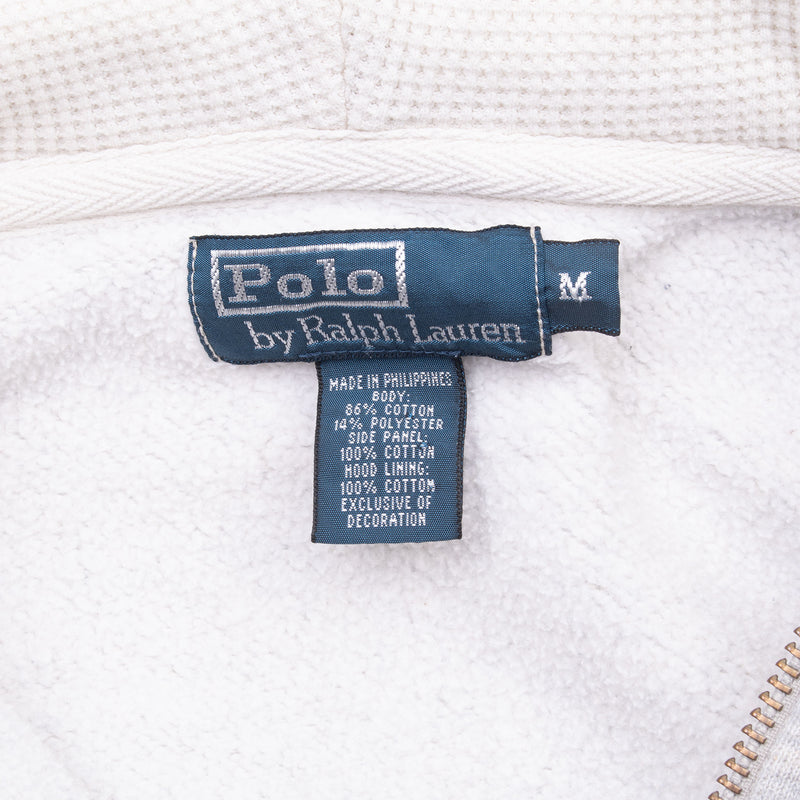 Polo
by Ralph Lauren
M
MADE IN PHILIPPINES
BODY:
86% COTTON
14% POLYESTER
SIDE PANEL:
100% COTTON
HOOD LINING:
100% COTTON
EXCLUSIVE OF
DECORATION